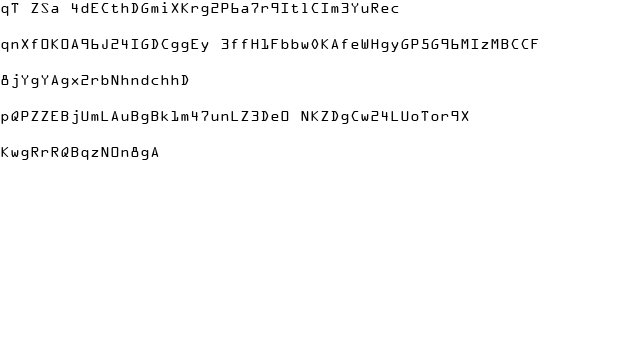 qT ZSa 4dECthDGmiXKrg2P6a7r9ItlCIm3YuRec
qnXfOKOA96J24IGDCggEy 3ffH1Fbbw0KAfeWHgyGP5G96MIzMBCCF
8jYgYAgx2rbNhndchhD
pQPZZEBjUmLAuBgBk1m47unLZ3DeO NKZDgCw24LUoTor9X
KwgRrRQBqzNOn8gA